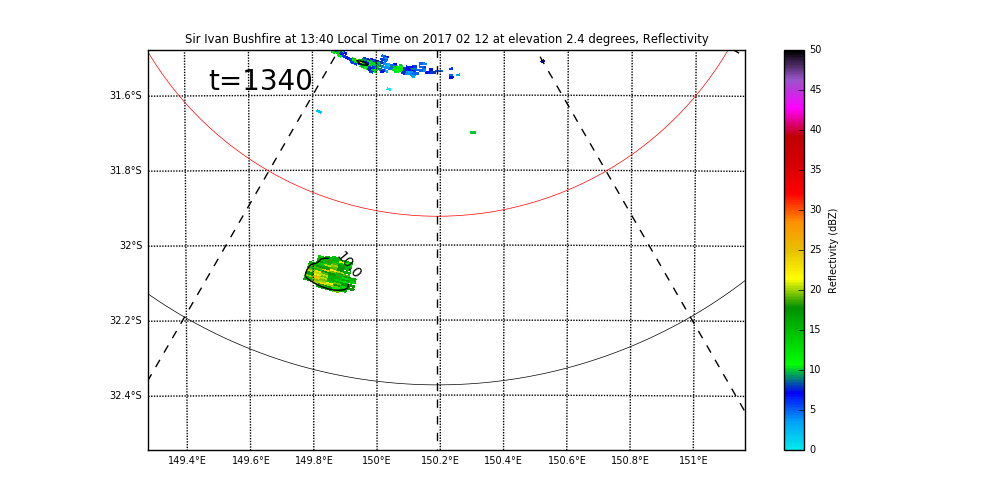 Sir Ivan Bushfire at 13:40 Local Time on 2017 02 12 at elevation 2.4 degrees, Reflectivity
t=1340
31.6°S
31.8°S
32°S
32.2°S
32.4°S
10.0
149.4°E 149.6°E 149.8°E 150°E 150.2°E 150.4°E 150.6°E 150.8°E 151°E
50
45
40
35
30
25
20
15
10
5
0
Reflectivity (dBZ)